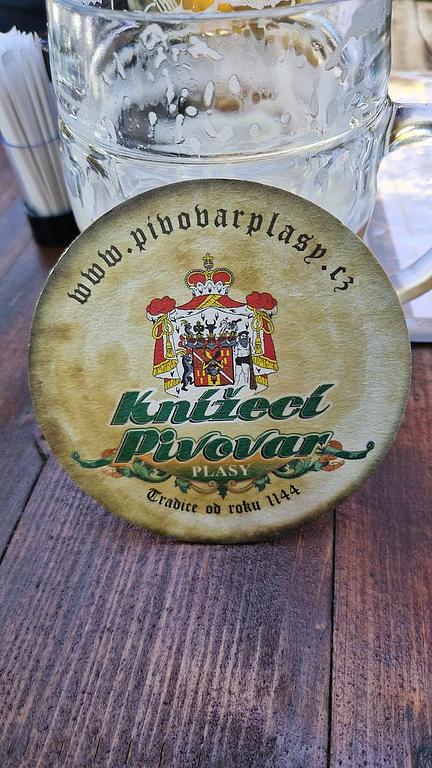 www.pivovarplasy.cz
Knížecí
Pivovar
PLASY
Tradice od roku 1144